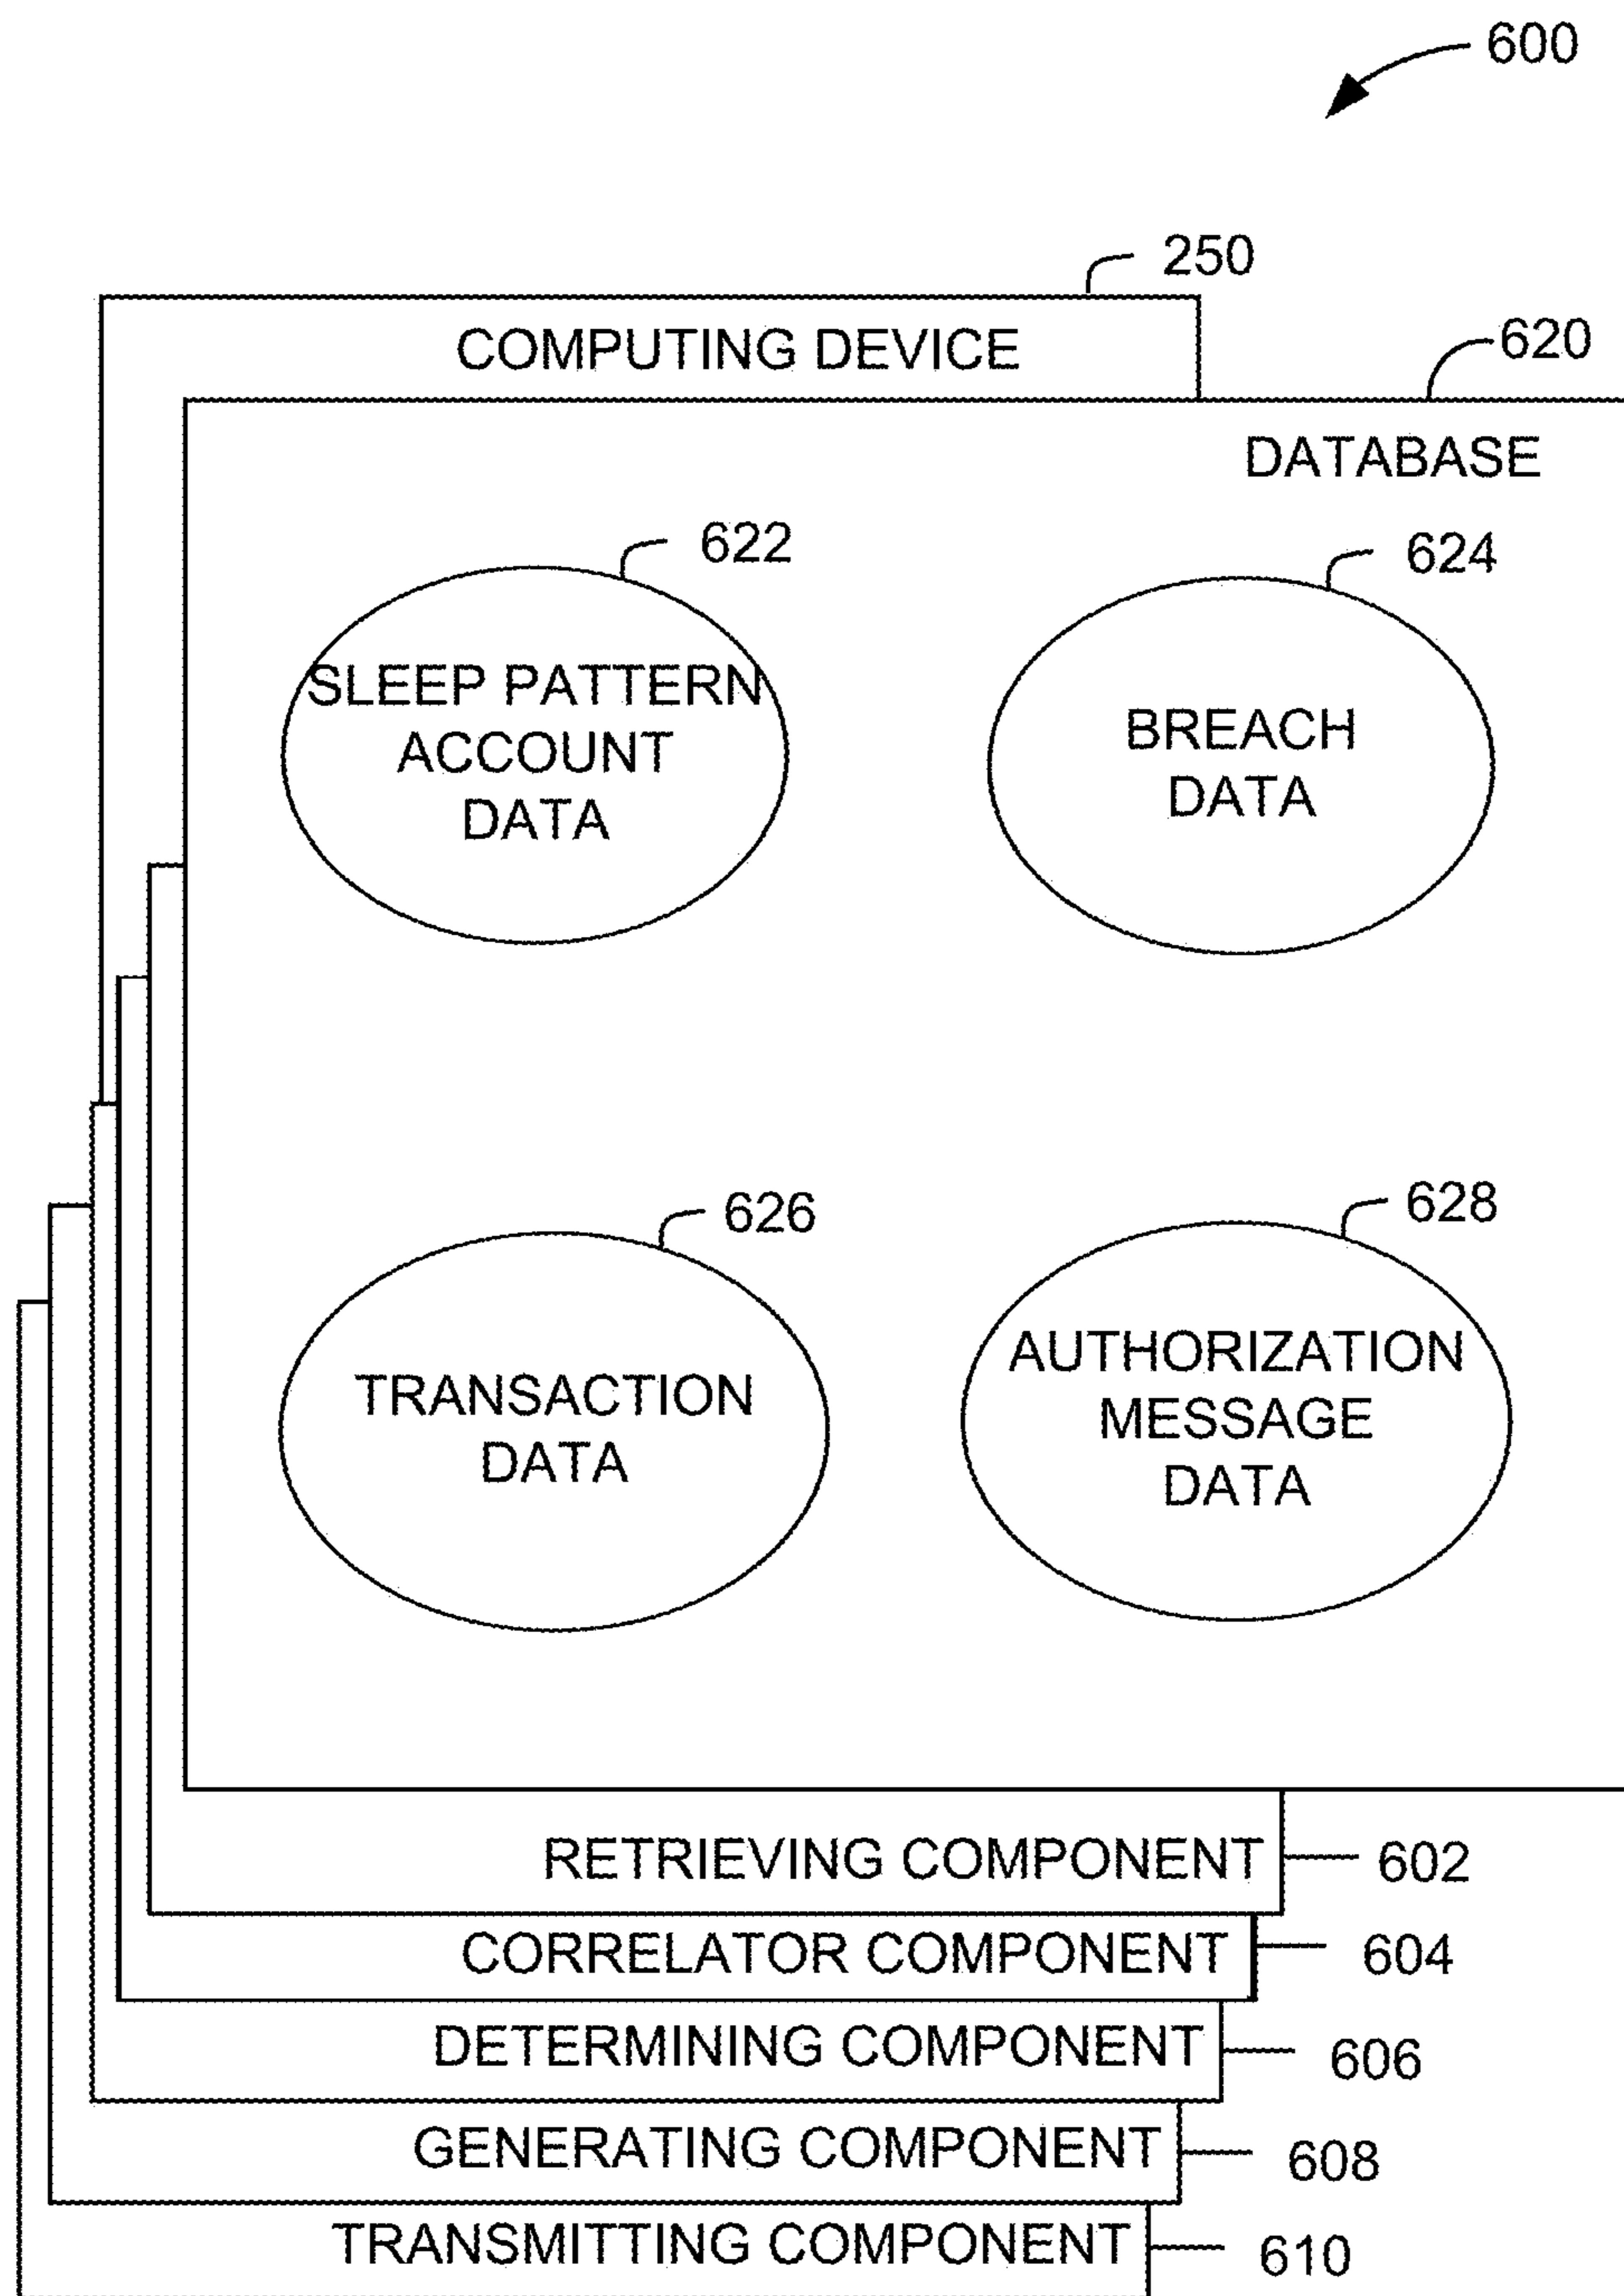 600
250
COMPUTING DEVICE
620
DATABASE
622
624
SLEEP PATTERN
ACCOUNT
DATA
BREACH
DATA
626
628
TRANSACTION
DATA
AUTHORIZATION
MESSAGE
DATA
RETRIEVING COMPONENT
602
CORRELATOR COMPONENT
604
DETERMINING COMPONENT
606
GENERATING COMPONENT
608
TRANSMITTING COMPONENT
610